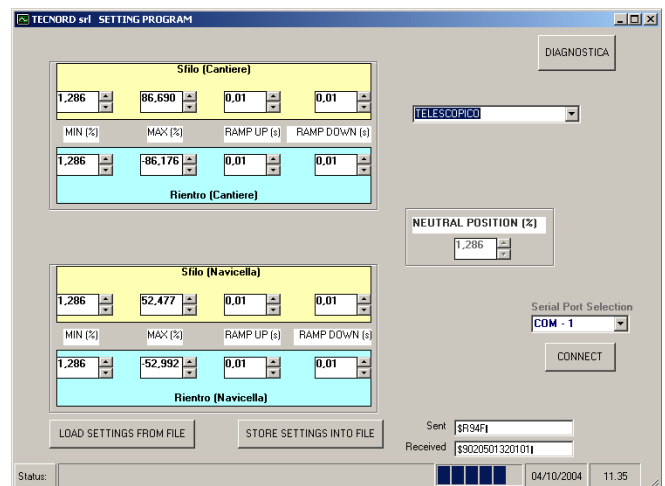 TECNORD srl SETTING PROGRAM
DIAGNOSTICA
Sfilo (Cantiere)
1,286 86,690 0,01 0,01
TELESCOPICO
MIN (%) MAX (%) RAMP UP (s) RAMP DOWN (s)
1,286 -86,176 0,01 0,01
Rientro (Cantiere)
NEUTRAL POSITION (%)
1,286
Sfilo (Navicella)
1,286 52,477 0,01 0,01
Serial Port Selection
COM - 1
MIN (%) MAX (%) RAMP UP (s) RAMP DOWN (s)
CONNECT
1,286 -52,992 0,01 0,01
Rientro (Navicella)
LOAD SETTINGS FROM FILE STORE SETTINGS INTO FILE
Sent $R94F
Received $9020501320101
Status: 04/10/2004 11.35